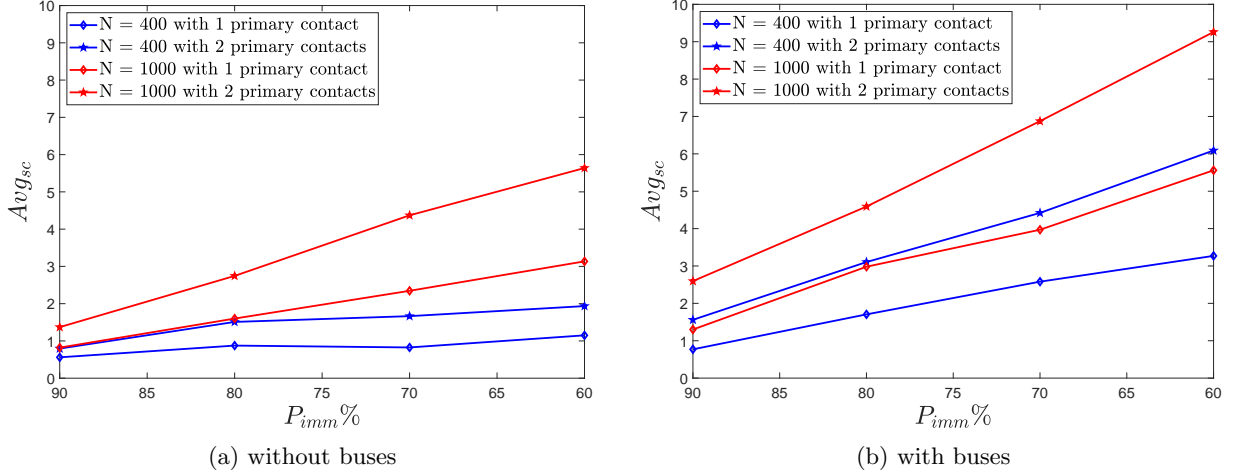 N = 400 with 1 primary contact
N = 400 with 2 primary contacts
N = 1000 with 1 primary contact
N = 1000 with 2 primary contacts
10
9
8
7
6
5
4
3
2
1
0
Avg_sc
90 85 80 75 70 65 60
P_imm%
(a) without buses
N = 400 with 1 primary contact
N = 400 with 2 primary contacts
N = 1000 with 1 primary contact
N = 1000 with 2 primary contacts
10
9
8
7
6
5
4
3
2
1
0
Avg_sc
90 85 80 75 70 65 60
P_imm%
(b) with buses